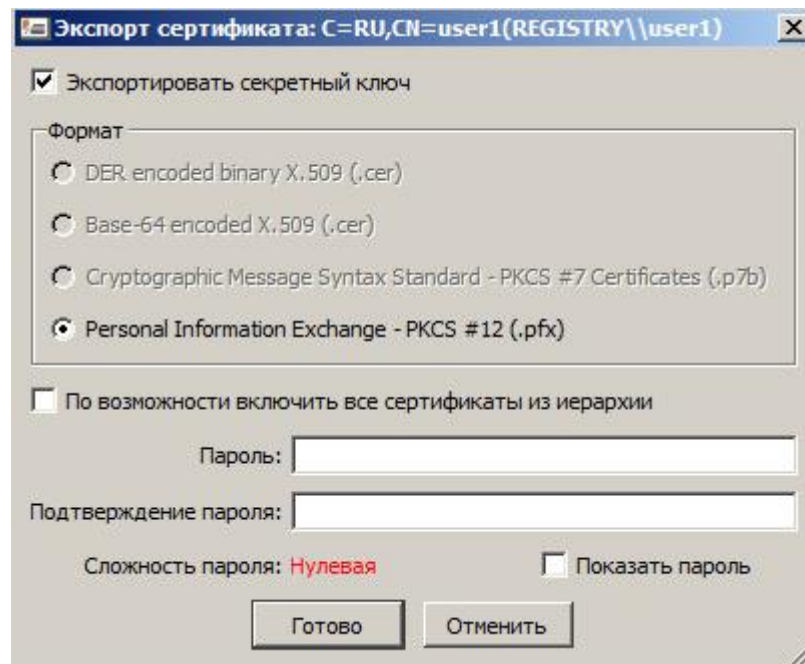 Экспорт сертификата: C=RU,CN=user1(REGISTRY\\user1)
Экспортировать секретный ключ
Формат
DER encoded binary X.509 (.cer)
Base-64 encoded X.509 (.cer)
Cryptographic Message Syntax Standard - PKCS #7 Certificates (.p7b)
Personal Information Exchange - PKCS #12 (.pfx)
По возможности включить все сертификаты из иерархии
Пароль:
Подтверждение пароля:
Сложность пароля: Нулевая Показать пароль
Готово Отменить